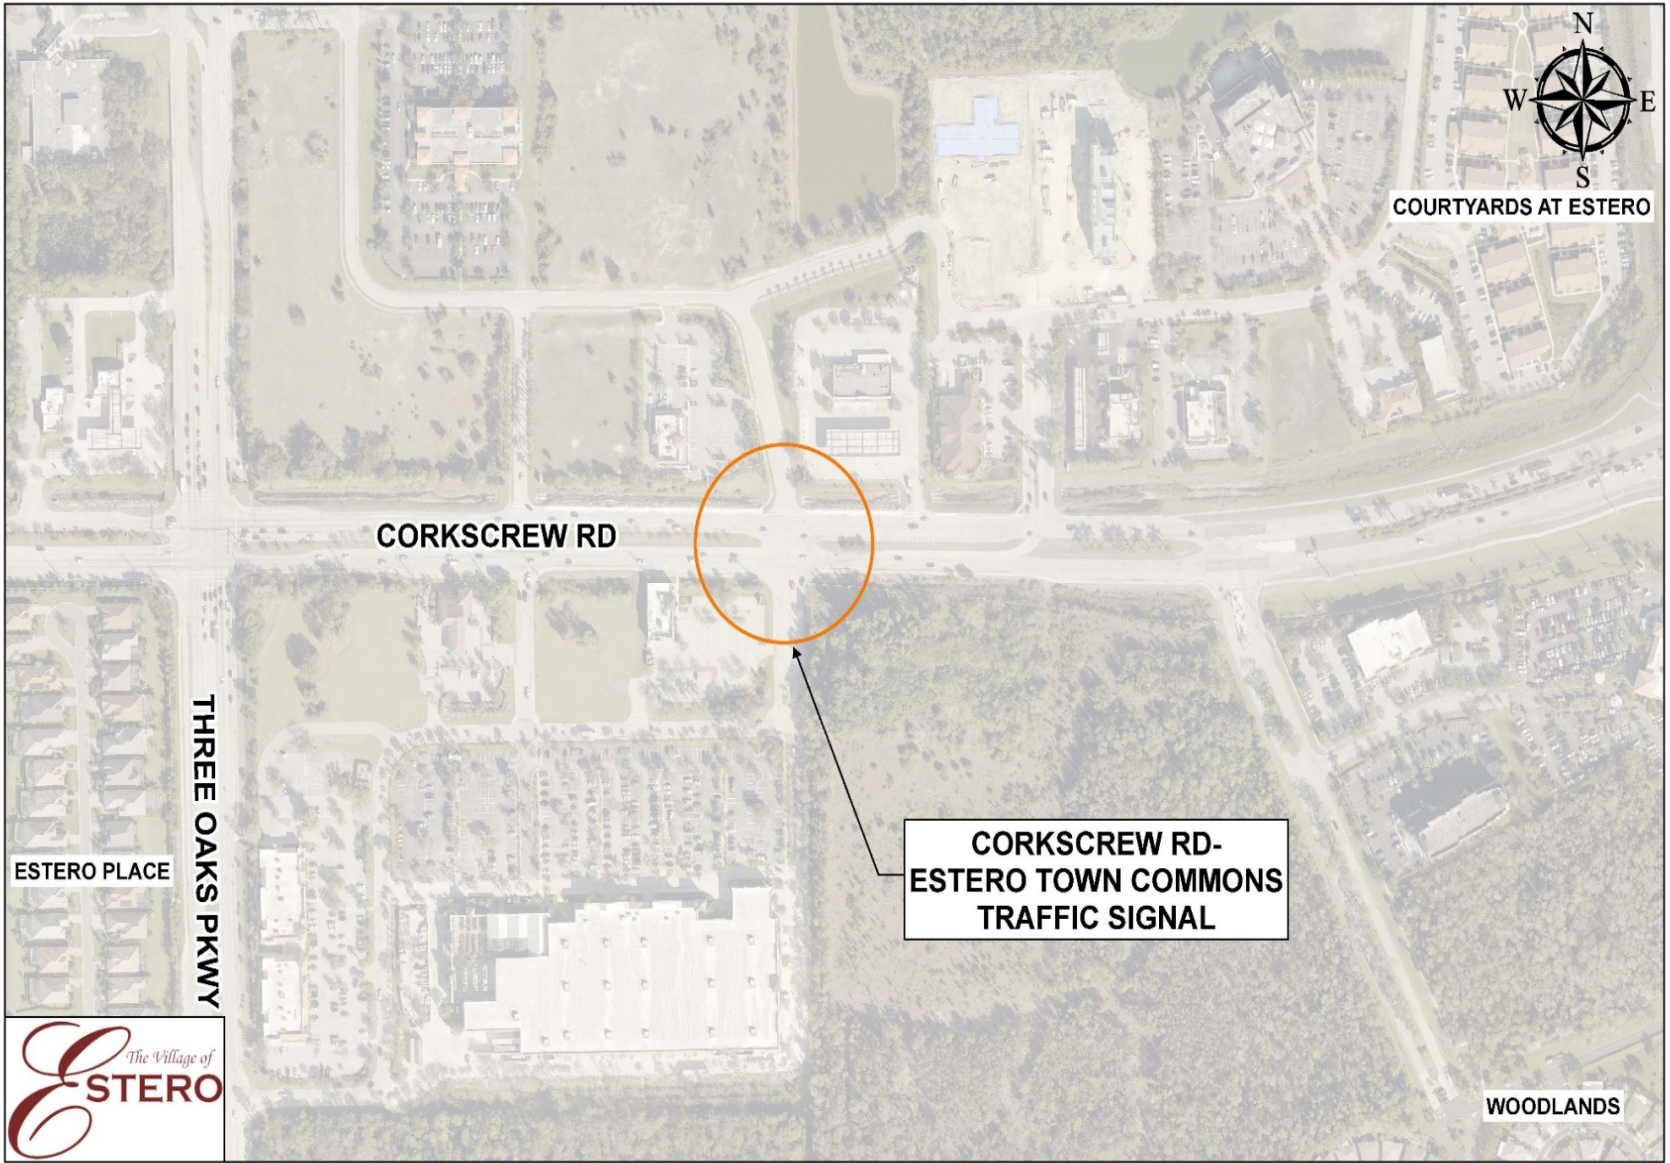 N
W
E
S
COURTYARDS AT ESTERO
CORKSCREW RD
THREE OAKS PKWY
ESTERO PLACE
CORKSCREW RD-
ESTERO TOWN COMMONS
TRAFFIC SIGNAL
The Village of
ESTERO
WOODLANDS